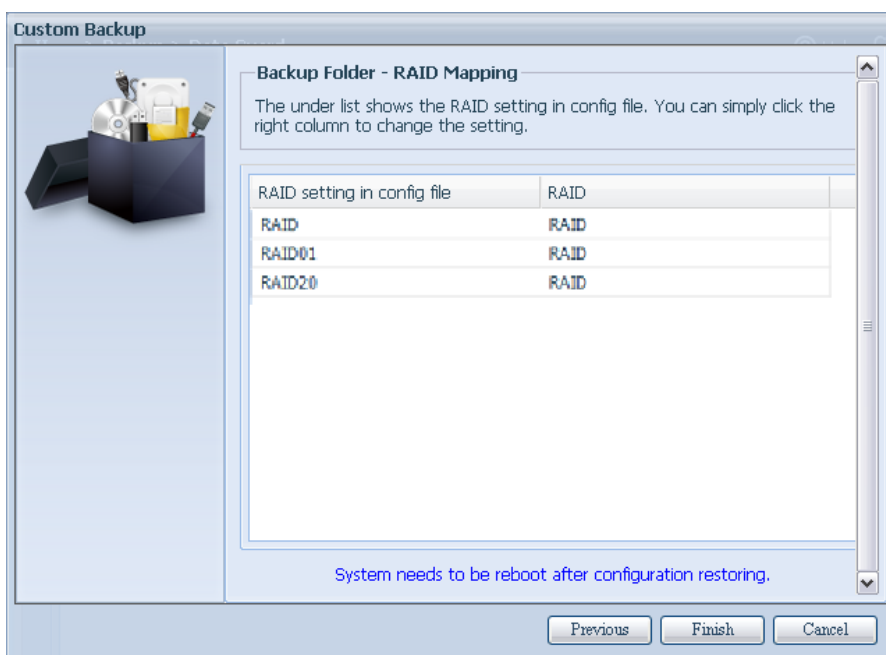 Custom Backup
Backup Folder - RAID Mapping
The under list shows the RAID setting in config file. You can simply click the
right column to change the setting.
RAID setting in config file RAID
RAID RAID
RAID01 RAID
RAID20 RAID
System needs to be reboot after configuration restoring.
Previous Finish Cancel